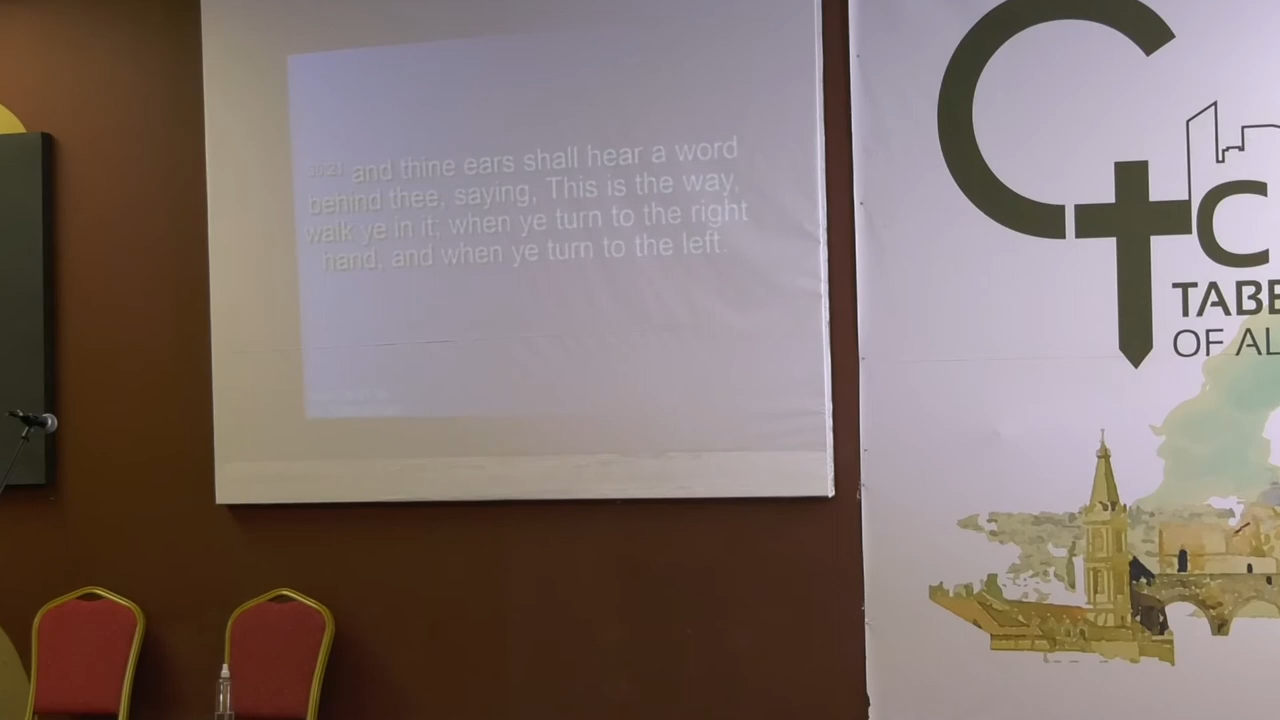 30:21 and thine ears shall hear a word
behind thee, saying, This is the way,
walk ye in it; when ye turn to the right
hand, and when ye turn to the left.
C
TABE
OF AL